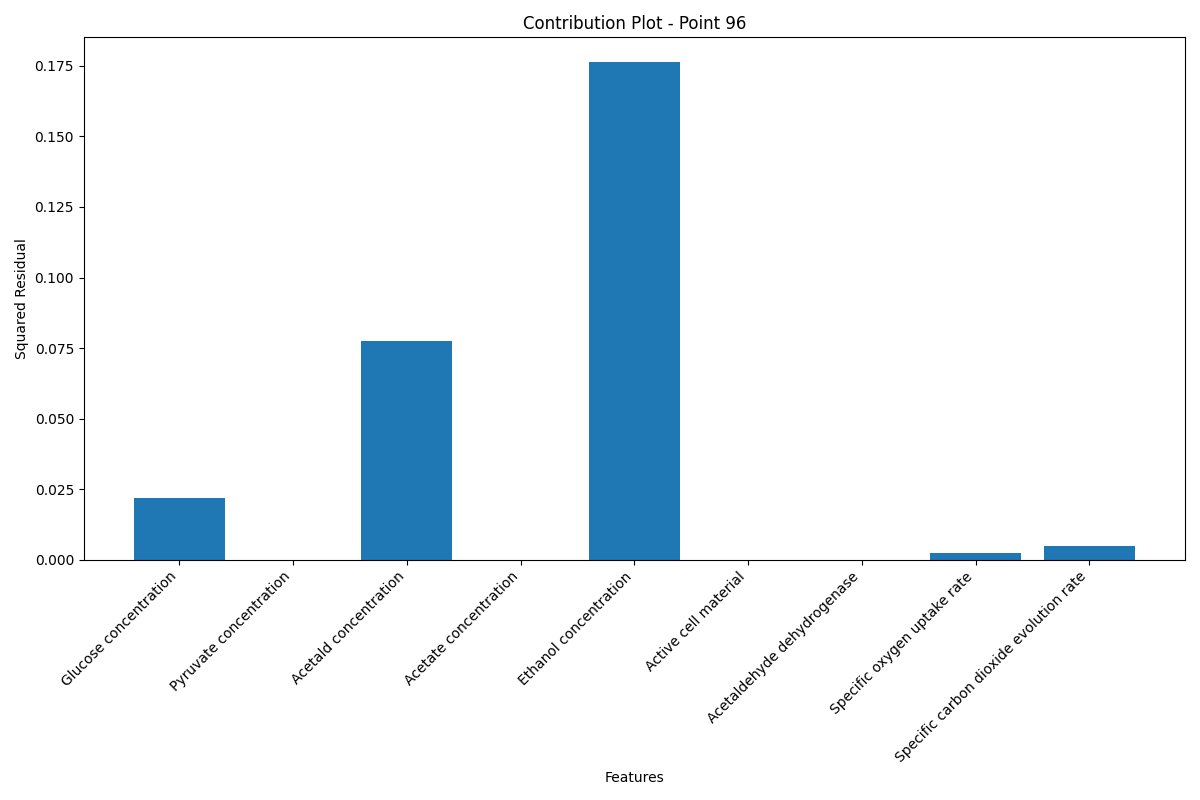 Contribution Plot - Point 96
Squared Residual
0.175
0.150
0.125
0.100
0.075
0.050
0.025
0.000
Glucose concentration
Pyruvate concentration
Acetald concentration
Acetate concentration
Ethanol concentration
Active cell material
Acetaldehyde dehydrogenase
Specific oxygen uptake rate
Specific carbon dioxide evolution rate
Features